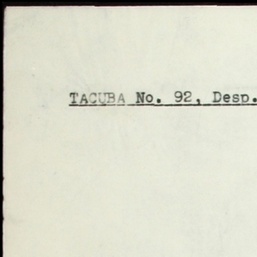 TACUBA No. 92, Desp.